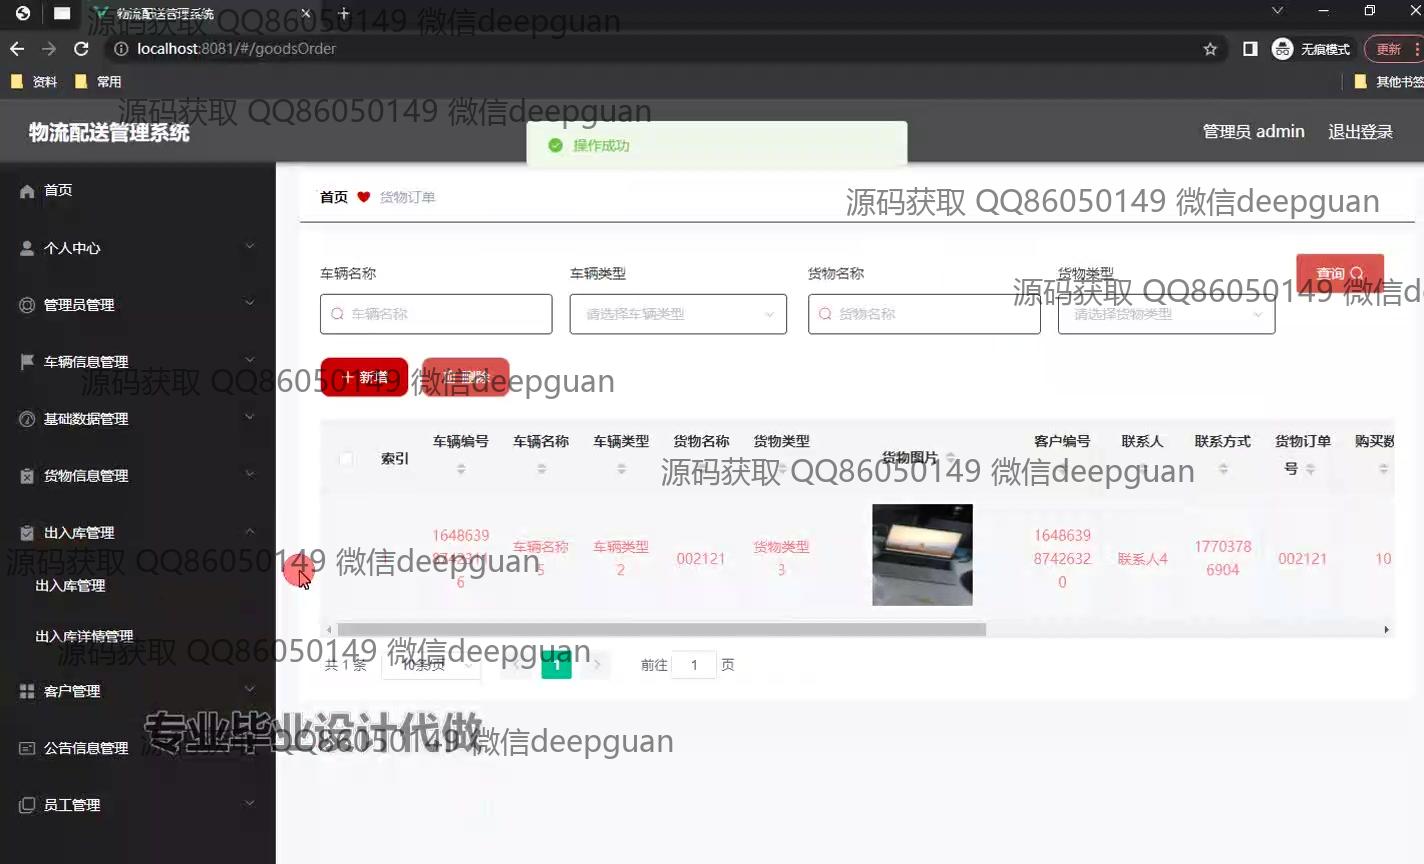 物流配送管理系统
源码获取 QQ86050149 微信deepguan
localhost:8081/#/goodsOrder
无痕模式
更新
资料
常用
其他书签
源码获取 QQ86050149 微信deepguan
物流配送管理系统
操作成功
管理员 admin
退出登录
首页
个人中心
管理员管理
车辆信息管理
基础数据管理
货物信息管理
出入库管理
出入库管理
出入库详情管理
客户管理
公告信息管理
员工管理
首页
货物订单
源码获取 QQ86050149 微信deepguan
车辆名称
车辆类型
货物名称
货物类型
查询
源码获取 QQ86050149 微信de
车辆名称
请选择车辆类型
货物名称
请选择货物类型
新增
删除
源码获取 QQ86050149 微信deepguan
索引
车辆编号
车辆名称
车辆类型
货物名称
货物类型
货物图片
客户编号
联系人
联系方式
货物订单
号
购买数
源码获取 QQ86050149 微信deepguan
1648639
6
车辆名称
5
车辆类型
2
002121
货物类型
3
1648639
8742632
0
联系人4
1770378
6904
002121
10
源码获取 QQ86050149 微信deepguan
源码获取 QQ86050149 微信deepguan
共 1 条
10条/页
1
前往
1
页
专业毕业设计代做
源码获取 QQ86050149 微信deepguan